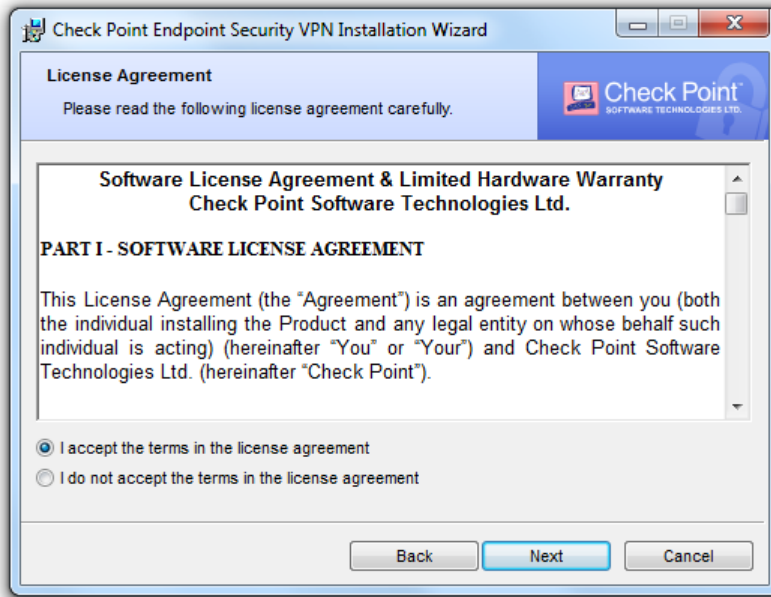 Check Point Endpoint Security VPN Installation Wizard
License Agreement
Please read the following license agreement carefully.
Check Point™
SOFTWARE TECHNOLOGIES LTD.
Software License Agreement & Limited Hardware Warranty
Check Point Software Technologies Ltd.
PART I - SOFTWARE LICENSE AGREEMENT
This License Agreement (the “Agreement”) is an agreement between you (both
the individual installing the Product and any legal entity on whose behalf such
individual is acting) (hereinafter “You” or “Your”) and Check Point Software
Technologies Ltd. (hereinafter “Check Point”).
I accept the terms in the license agreement
I do not accept the terms in the license agreement
Back
Next
Cancel